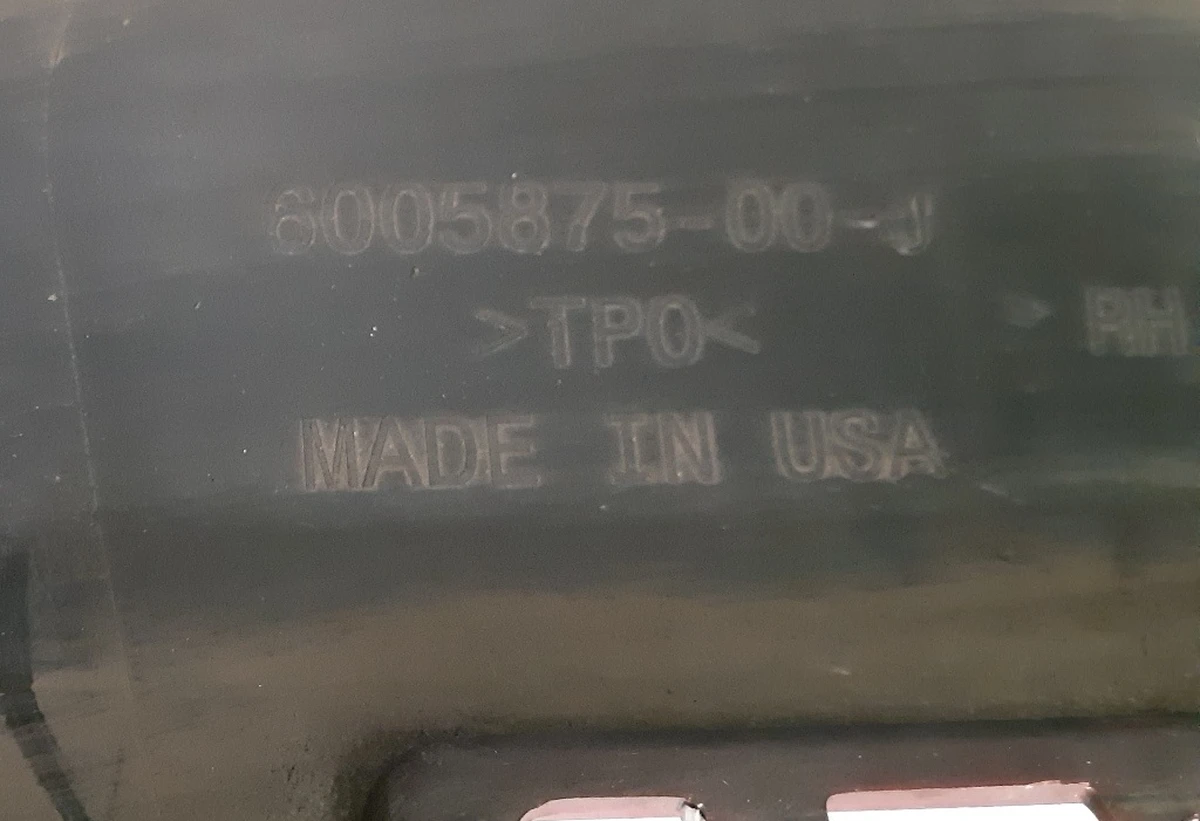 6005875-00-J
>TPO<
RH
MADE IN USA